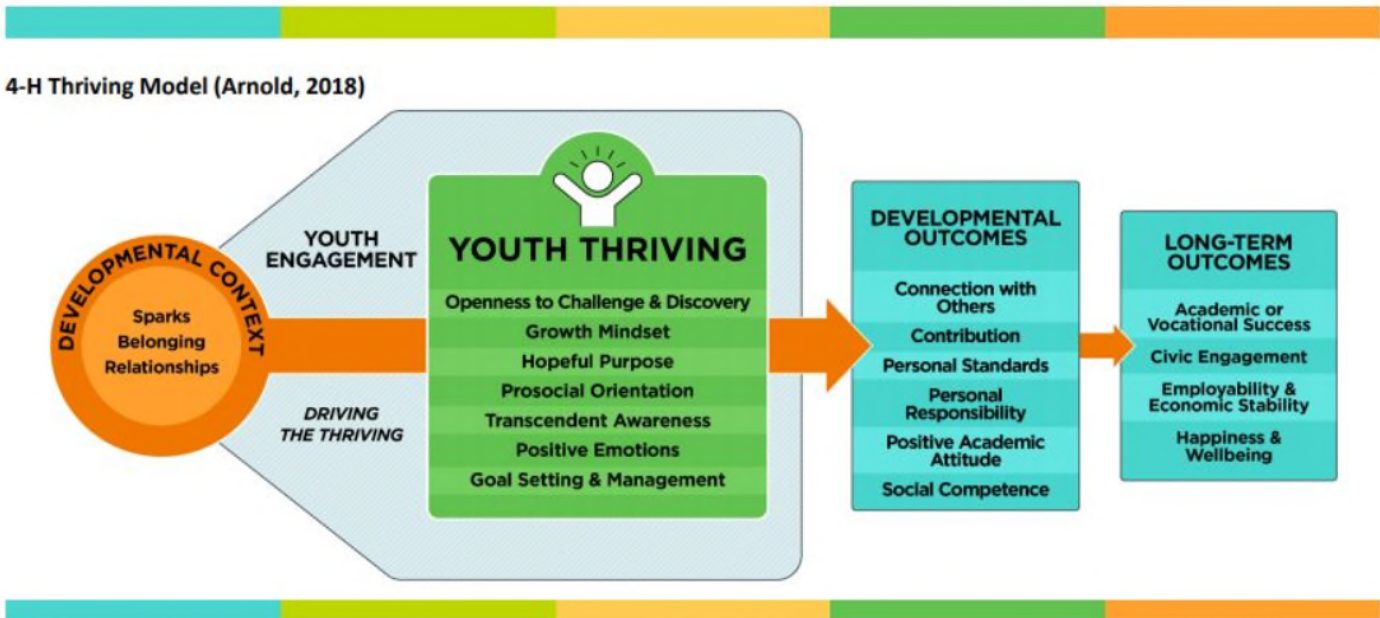 4-H Thriving Model (Arnold, 2018)
DEVELOPMENTAL CONTEXT
Sparks
Belonging
Relationships
YOUTH
ENGAGEMENT
DRIVING
THE THRIVING
YOUTH THRIVING
Openness to Challenge & Discovery
Growth Mindset
Hopeful Purpose
Prosocial Orientation
Transcendent Awareness
Positive Emotions
Goal Setting & Management
DEVELOPMENTAL
OUTCOMES
Connection with
Others
Contribution
Personal Standards
Personal
Responsibility
Positive Academic
Attitude
Social Competence
LONG-TERM
OUTCOMES
Academic or
Vocational Success
Civic Engagement
Employability &
Economic Stability
Happiness &
Wellbeing